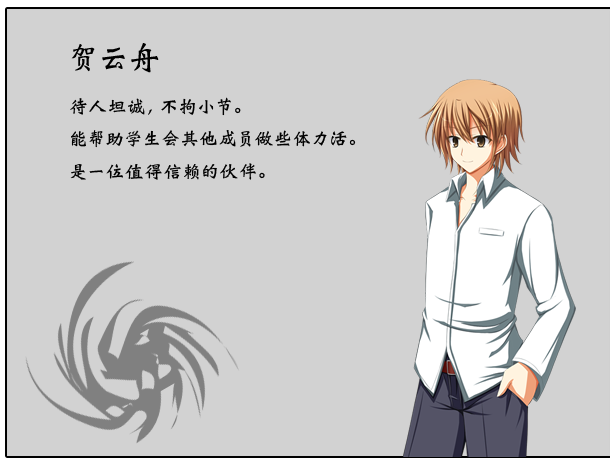 贺云舟
待人坦诚，不拘小节。
能帮助学生会其他成员做些体力活。
是一位值得信赖的伙伴。